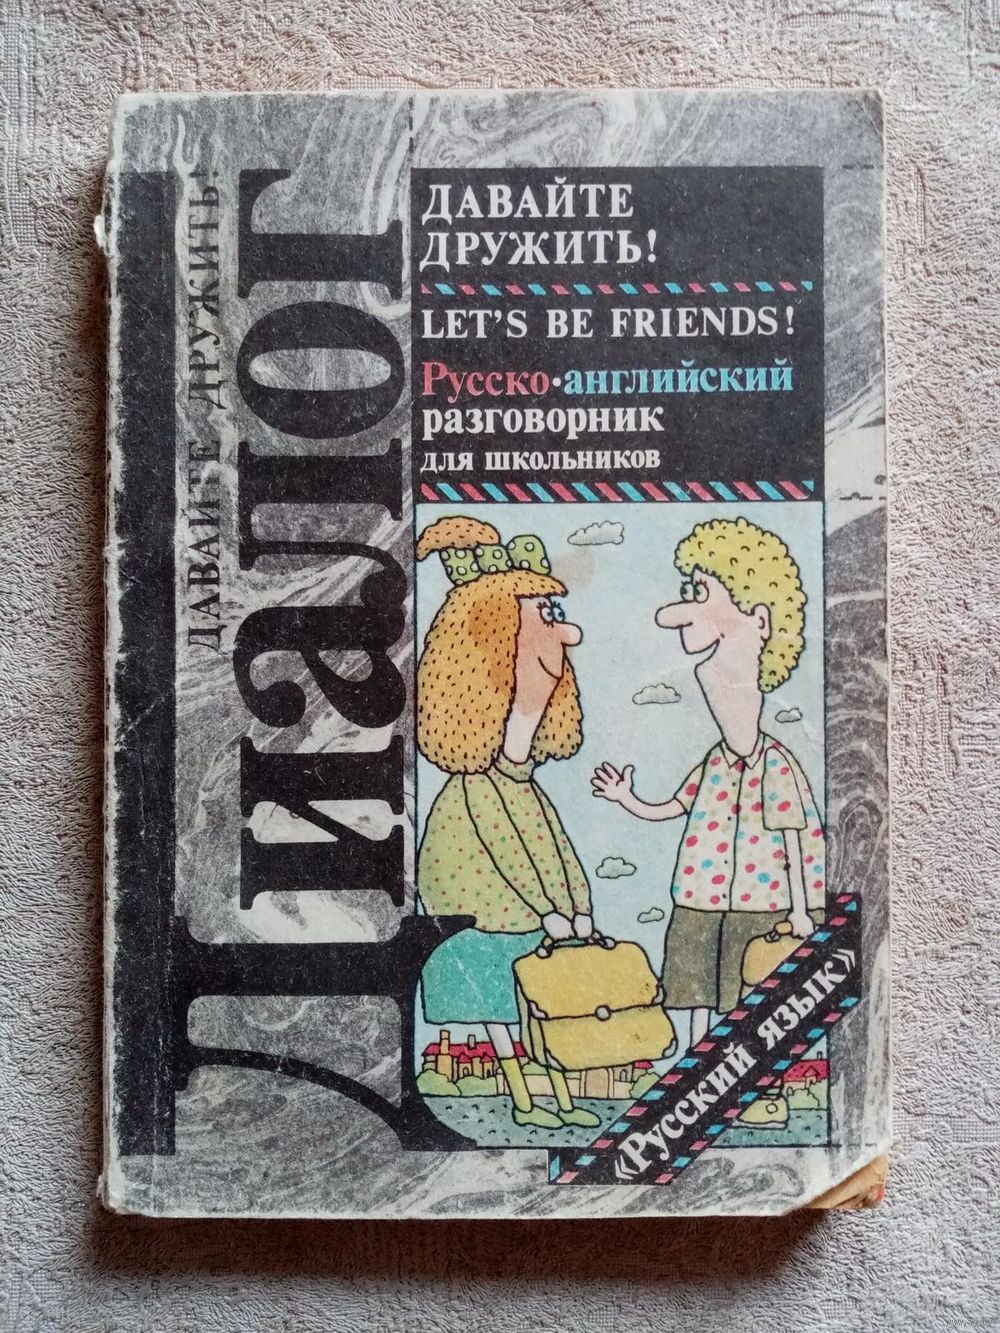 ДАВАЙТЕ ДРУЖИТЬ!
Диалог
ДАВАЙТЕ
ДРУЖИТЬ!
LET'S BE FRIENDS!
Русско·английский
разговорник
для школьников
«Русский язык»